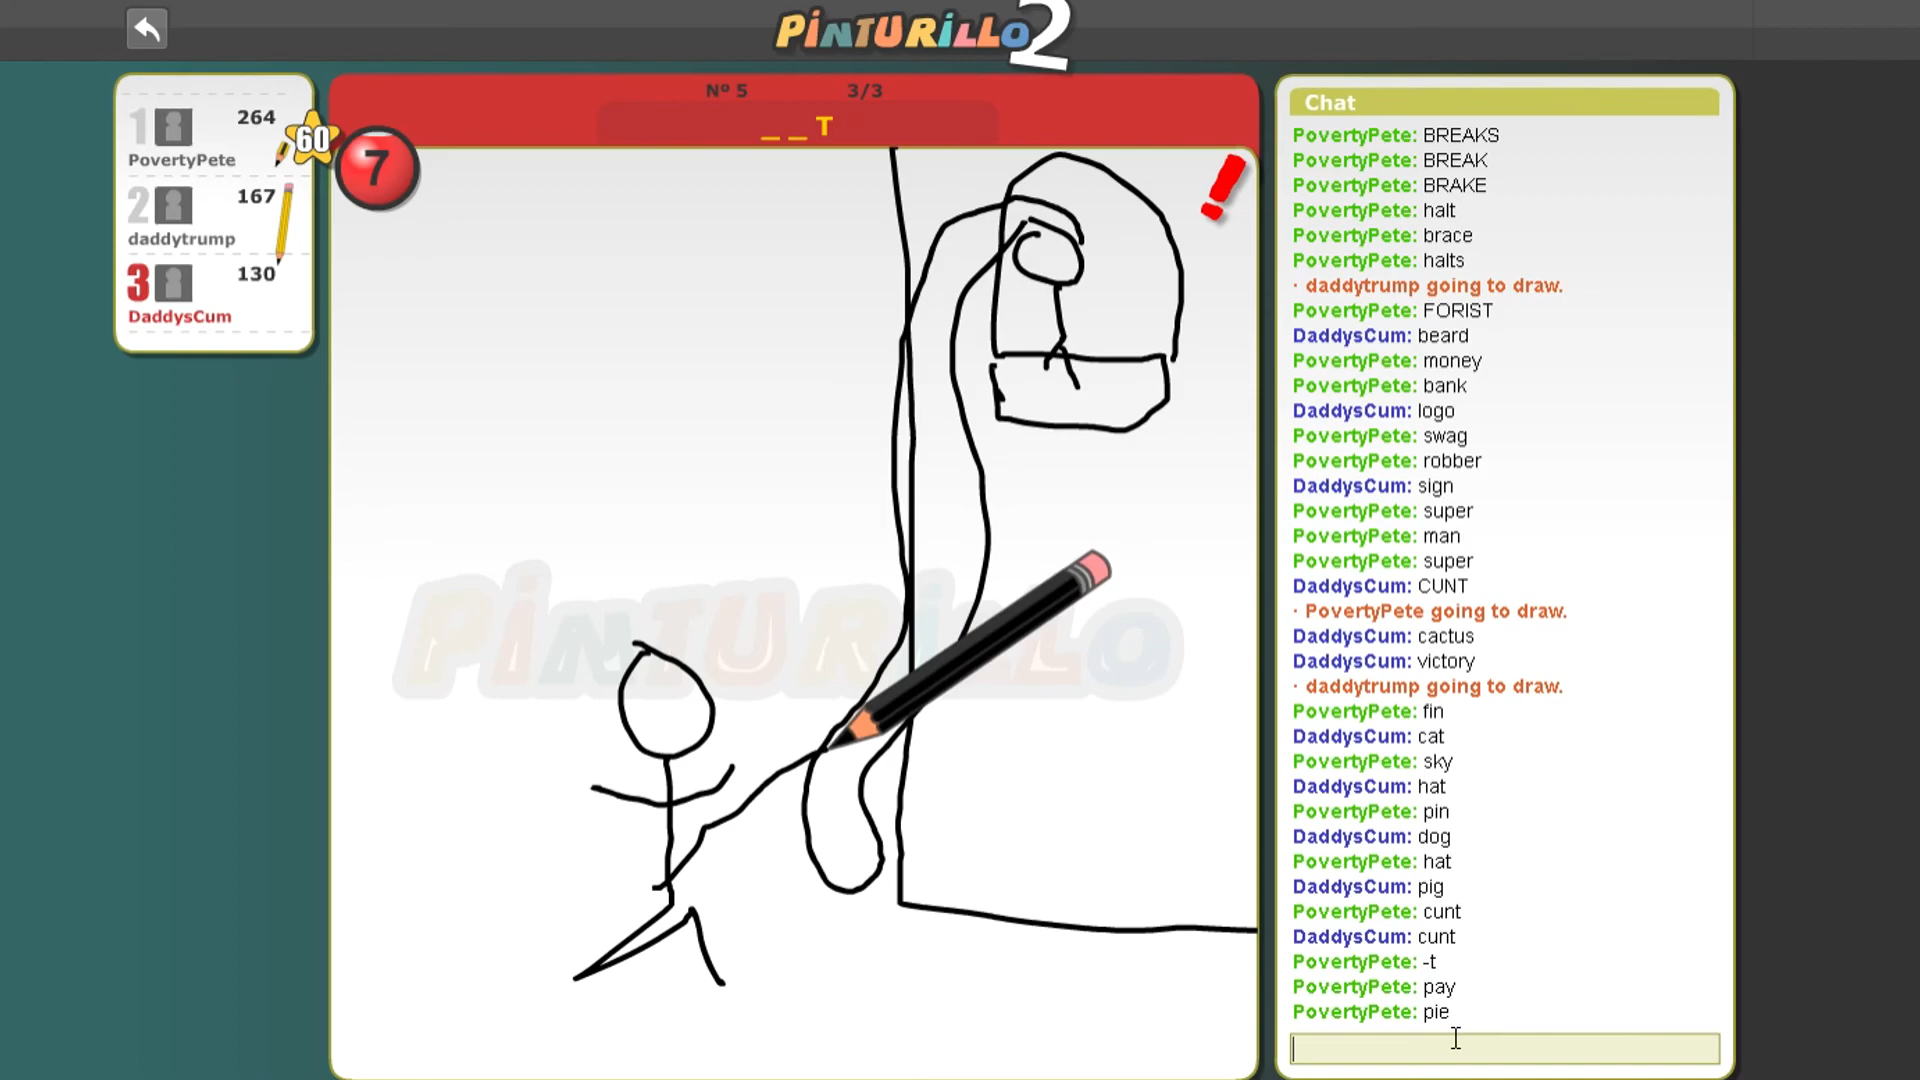 PINTURILLO 2
Nº 5 3/3
_ _ T
1 264
PovertyPete
60
2 167
daddytrump
3 130
DaddysCum
7
!
PINTURILLO
Chat
PovertyPete: BREAKS
PovertyPete: BREAK
PovertyPete: BRAKE
PovertyPete: halt
PovertyPete: brace
PovertyPete: halts
· daddytrump going to draw.
PovertyPete: FORIST
DaddysCum: beard
PovertyPete: money
PovertyPete: bank
DaddysCum: logo
PovertyPete: swag
PovertyPete: robber
DaddysCum: sign
PovertyPete: super
PovertyPete: man
PovertyPete: super
DaddysCum: CUNT
· PovertyPete going to draw.
DaddysCum: cactus
DaddysCum: victory
· daddytrump going to draw.
PovertyPete: fin
DaddysCum: cat
PovertyPete: sky
DaddysCum: hat
PovertyPete: pin
DaddysCum: dog
PovertyPete: hat
DaddysCum: pig
PovertyPete: cunt
DaddysCum: cunt
PovertyPete: -t
PovertyPete: pay
PovertyPete: pie